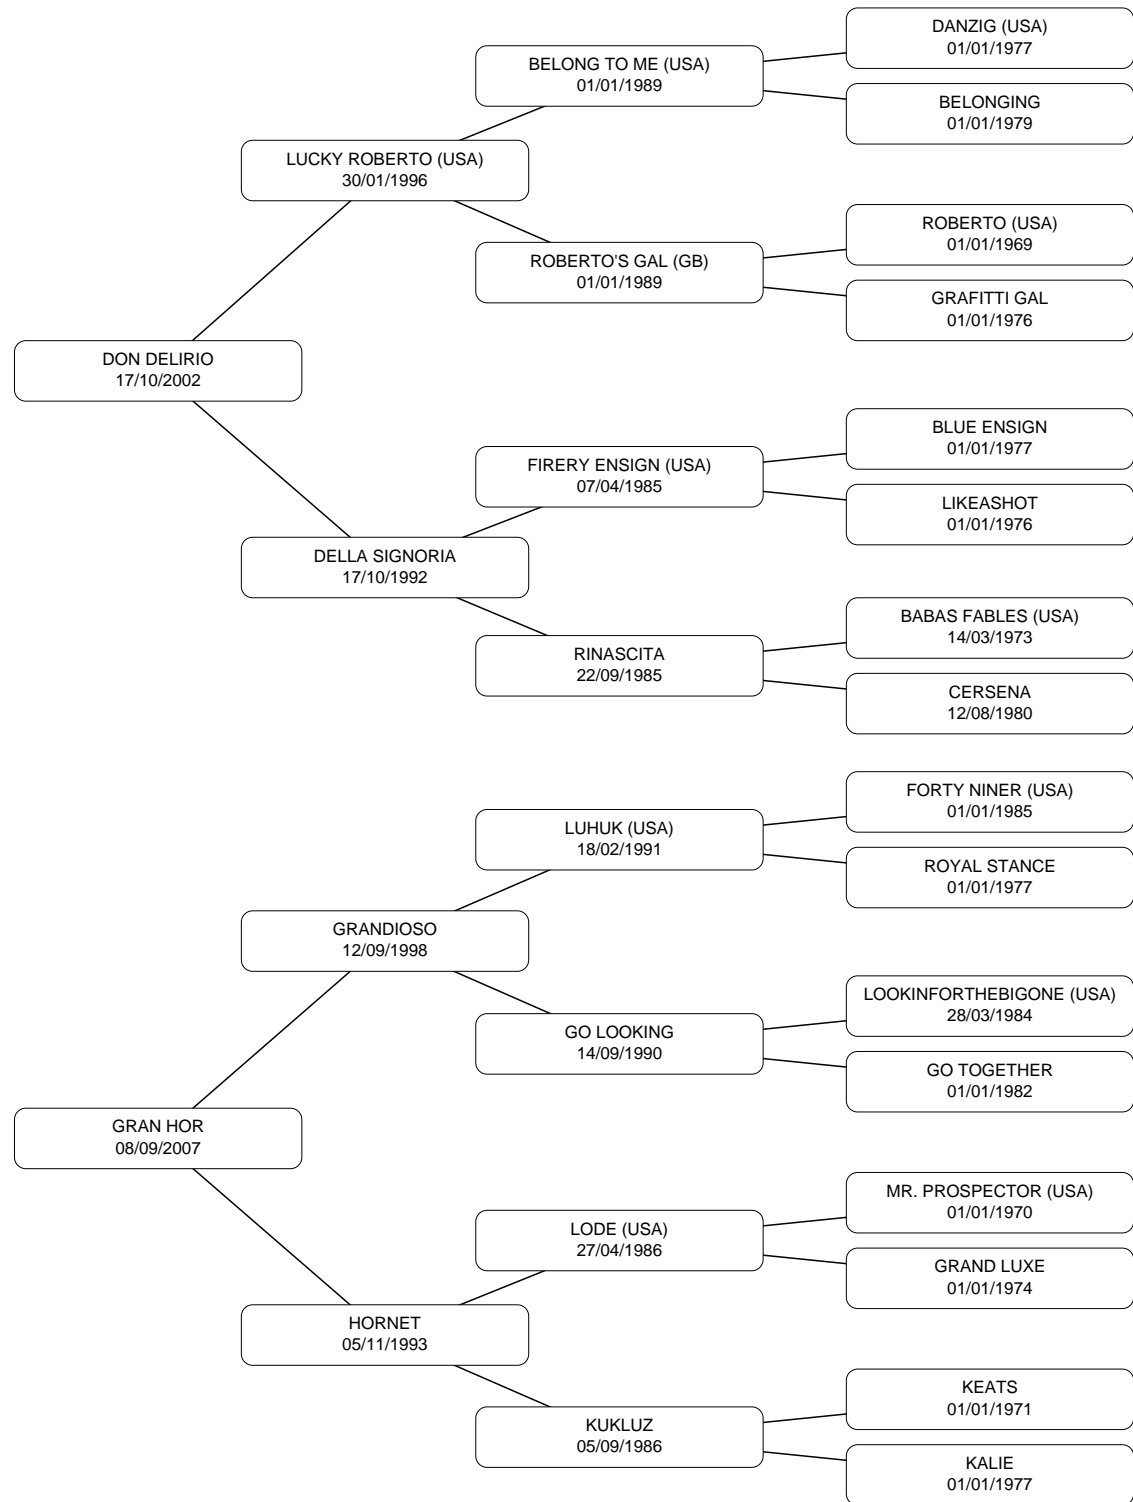 DANZIG (USA)
01/01/1977
BELONG TO ME (USA)
01/01/1989
BELONGING
01/01/1979
LUCKY ROBERTO (USA)
30/01/1996
ROBERTO (USA)
01/01/1969
ROBERTO'S GAL (GB)
01/01/1989
GRAFITTI GAL
01/01/1976
DON DELIRIO
17/10/2002
BLUE ENSIGN
01/01/1977
FIRERY ENSIGN (USA)
07/04/1985
LIKEASHOT
01/01/1976
DELLA SIGNORIA
17/10/1992
BABAS FABLES (USA)
14/03/1973
RINASCITA
22/09/1985
CERSENA
12/08/1980
FORTY NINER (USA)
01/01/1985
LUHUK (USA)
18/02/1991
ROYAL STANCE
01/01/1977
GRANDIOSO
12/09/1998
LOOKINFORTHEBIGONE (USA)
28/03/1984
GO LOOKING
14/09/1990
GO TOGETHER
01/01/1982
GRAN HOR
08/09/2007
MR. PROSPECTOR (USA)
01/01/1970
LODE (USA)
27/04/1986
GRAND LUXE
01/01/1974
HORNET
05/11/1993
KEATS
01/01/1971
KUKLUZ
05/09/1986
KALIE
01/01/1977